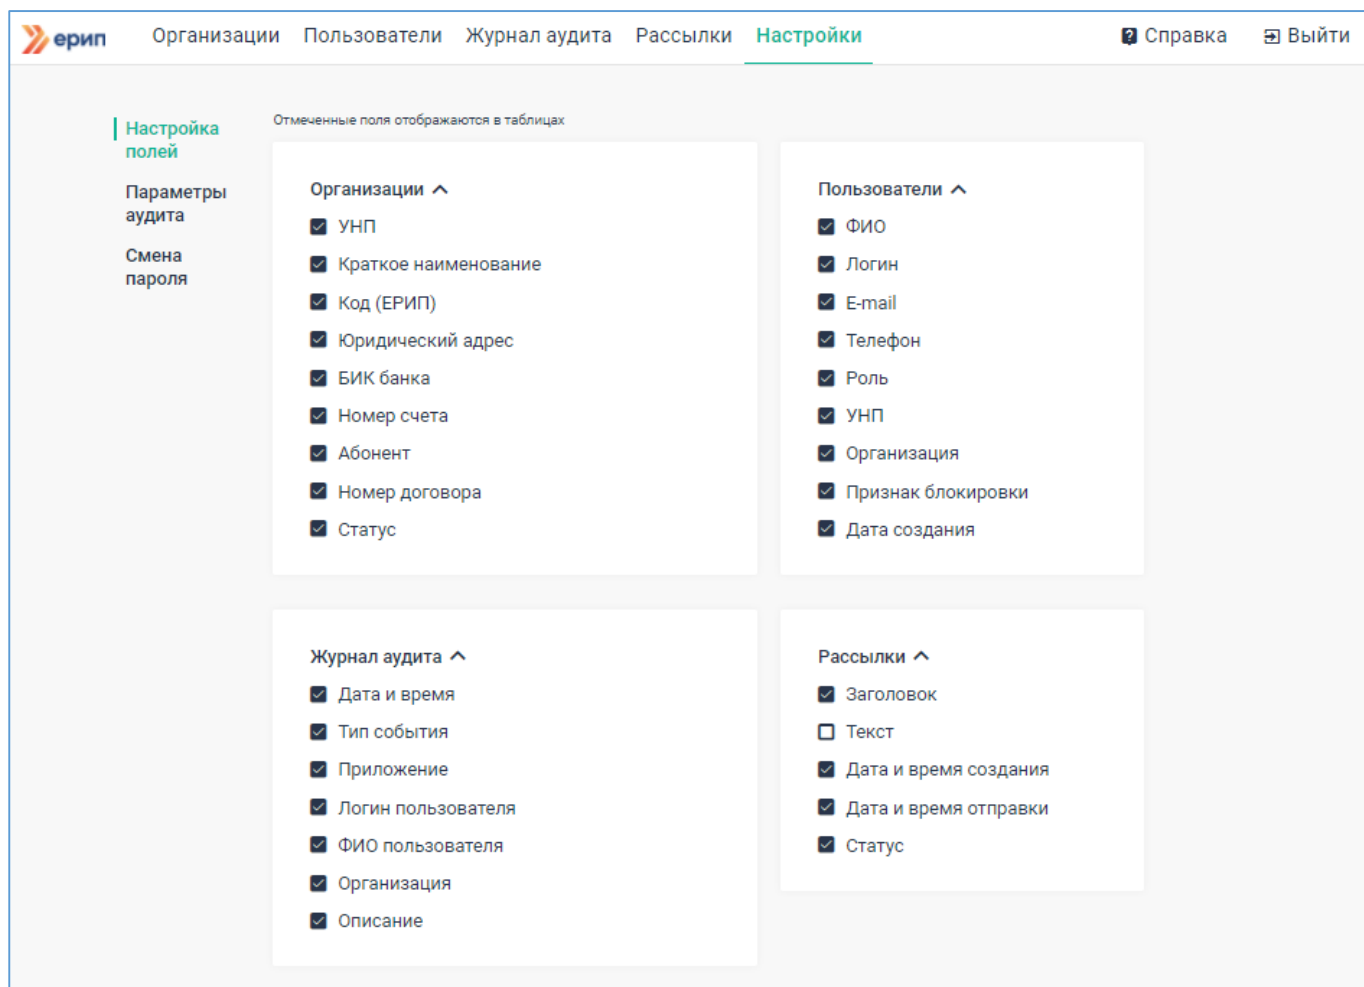 ерип
Организации Пользователи Журнал аудита Рассылки Настройки
Справка Выйти
Настройка
полей
Параметры
аудита
Смена
пароля
Отмеченные поля отображаются в таблицах
Организации
УНП
Краткое наименование
Код (ЕРИП)
Юридический адрес
БИК банка
Номер счета
Абонент
Номер договора
Статус
Пользователи
ФИО
Логин
E-mail
Телефон
Роль
УНП
Организация
Признак блокировки
Дата создания
Журнал аудита
Дата и время
Тип события
Приложение
Логин пользователя
ФИО пользователя
Организация
Описание
Рассылки
Заголовок
Текст
Дата и время создания
Дата и время отправки
Статус